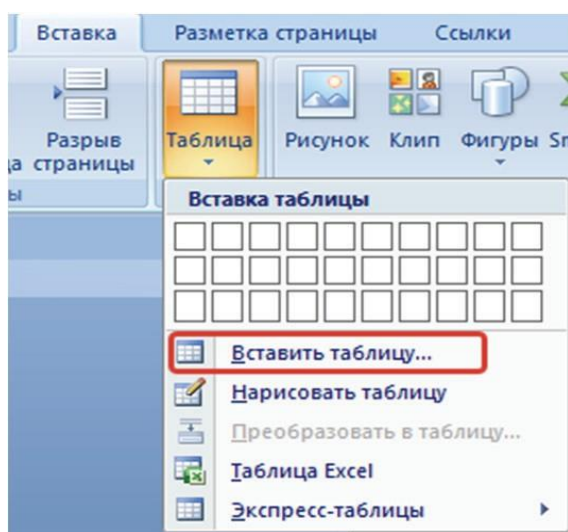 Вставка Разметка страницы Ссылки
Разрыв страницы
Таблица
Рисунок
Клип
Фигуры
Вставка таблицы
Вставить таблицу...
Нарисовать таблицу
Преобразовать в таблицу...
Таблица Excel
Экспресс-таблицы